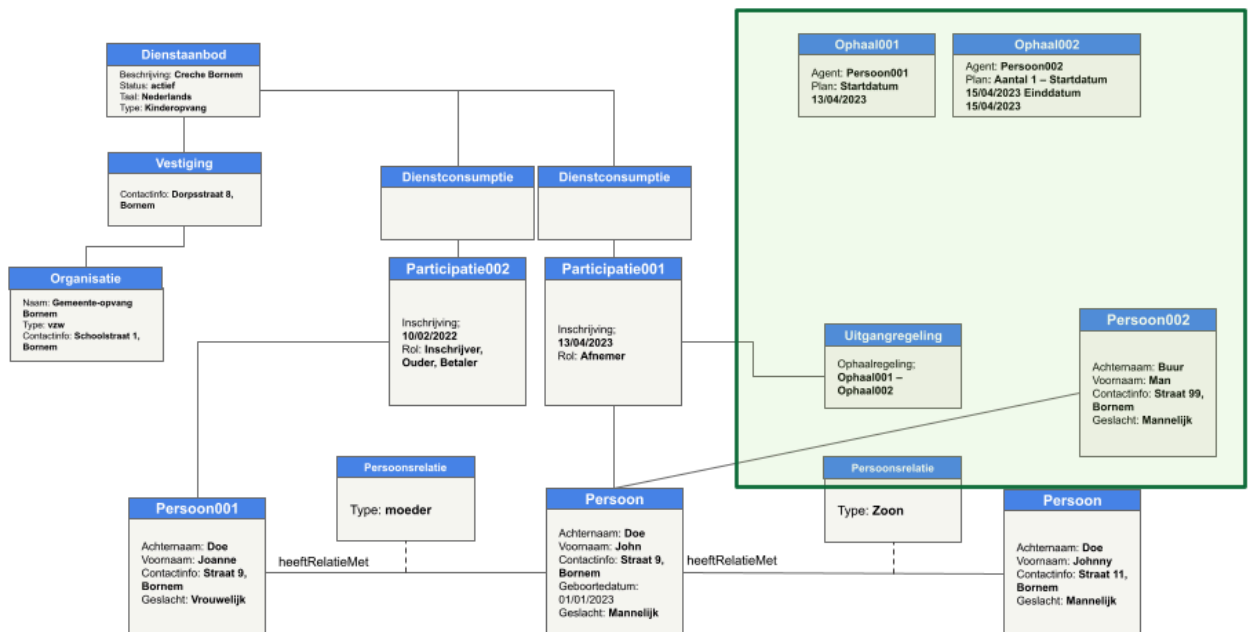 Dienstaanbod
Beschrijving: Creche Bornem
Status: actief
Taal: Nederlands
Type: Kinderopvang
Vestiging
Contactinfo: Dorpsstraat 8,
Bornem
Organisatie
Naam: Gemeente-opvang
Bornem
Type: vzw
Contactinfo: Schoolstraat 1,
Bornem
Dienstconsumptie
Dienstconsumptie
Participatie002
Inschrijving;
10/02/2022
Rol: Inschrijver,
Ouder, Betaler
Participatie001
Inschrijving;
13/04/2023
Rol: Afnemer
Ophaal001
Agent: Persoon001
Plan: Startdatum
13/04/2023
Ophaal002
Agent: Persoon002
Plan: Aantal 1 – Startdatum
15/04/2023 Einddatum
15/04/2023
Uitgangregeling
Ophaalregeling;
Ophaal001 –
Ophaal002
Persoon002
Achternaam: Buur
Voornaam: Man
Contactinfo: Straat 99,
Bornem
Geslacht: Mannelijk
Persoon001
Achternaam: Doe
Voornaam: Joanne
Contactinfo: Straat 9,
Bornem
Geslacht: Vrouwelijk
Persoonsrelatie
Type: moeder
heeftRelatieMet
Persoon
Achternaam: Doe
Voornaam: John
Contactinfo: Straat 9,
Bornem
Geboortedatum:
01/01/2023
Geslacht: Mannelijk
Persoonsrelatie
Type: Zoon
heeftRelatieMet
Persoon
Achternaam: Doe
Voornaam: Johnny
Contactinfo: Straat 11,
Bornem
Geslacht: Mannelijk